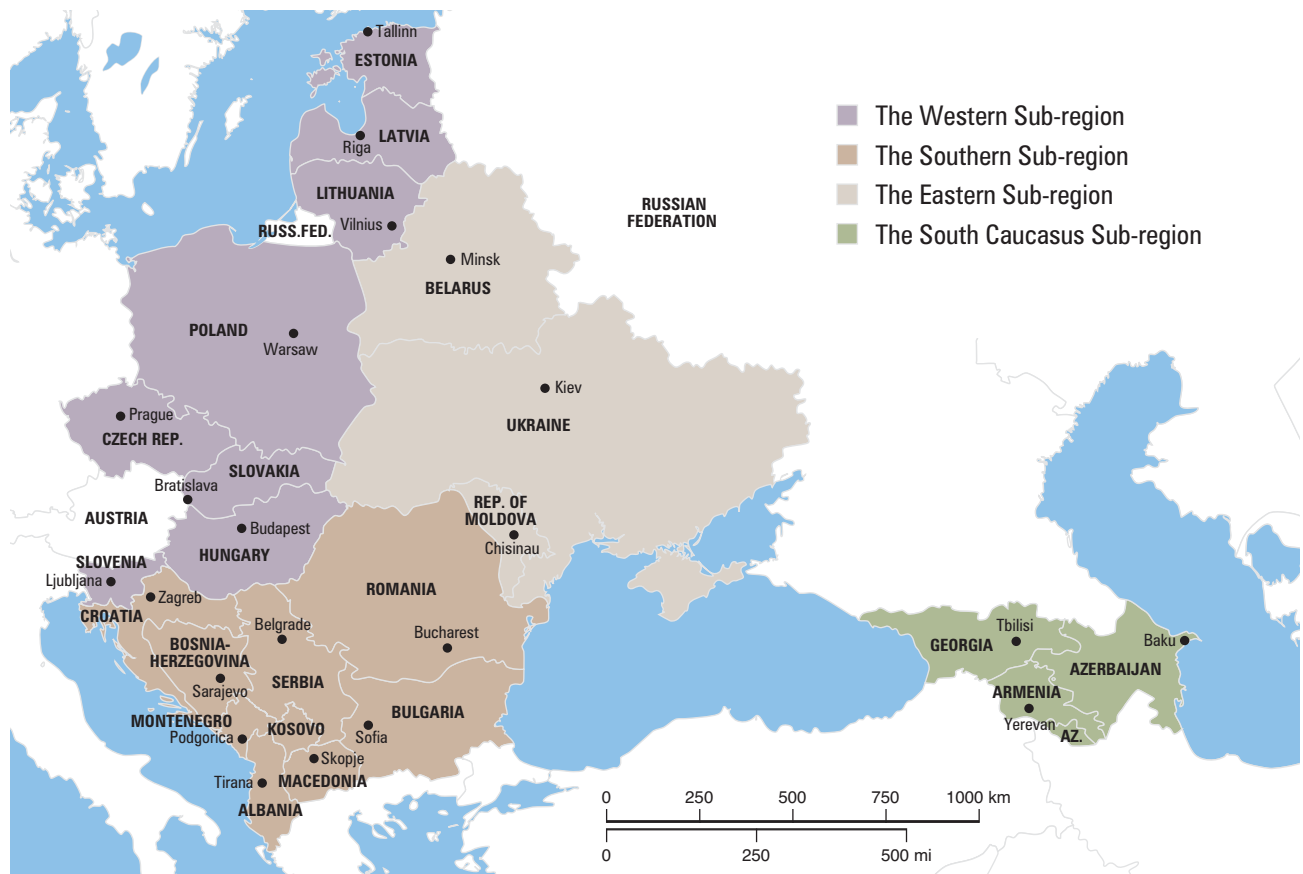 Tallinn
ESTONIA
LATVIA
Riga
LITHUANIA
Vilnius
RUSS.FED.
RUSSIAN
FEDERATION
The Western Sub-region
The Southern Sub-region
The Eastern Sub-region
The South Caucasus Sub-region
Minsk
BELARUS
POLAND
Warsaw
Kiev
UKRAINE
Prague
CZECH REP.
SLOVAKIA
Bratislava
AUSTRIA
Budapest
HUNGARY
REP. OF
MOLDOVA
Chisinau
SLOVENIA
Ljubljana
Zagreb
CROATIA
ROMANIA
Belgrade
Bucharest
BOSNIA-
HERZEGOVINA
Sarajevo
SERBIA
MONTENEGRO
Podgorica
KOSOVO
BULGARIA
Sofia
Skopje
MACEDONIA
Tirana
ALBANIA
Tbilisi
GEORGIA
Baku
AZERBAIJAN
ARMENIA
Yerevan
AZ.
0 250 500 750 1000 km
0 250 500 mi